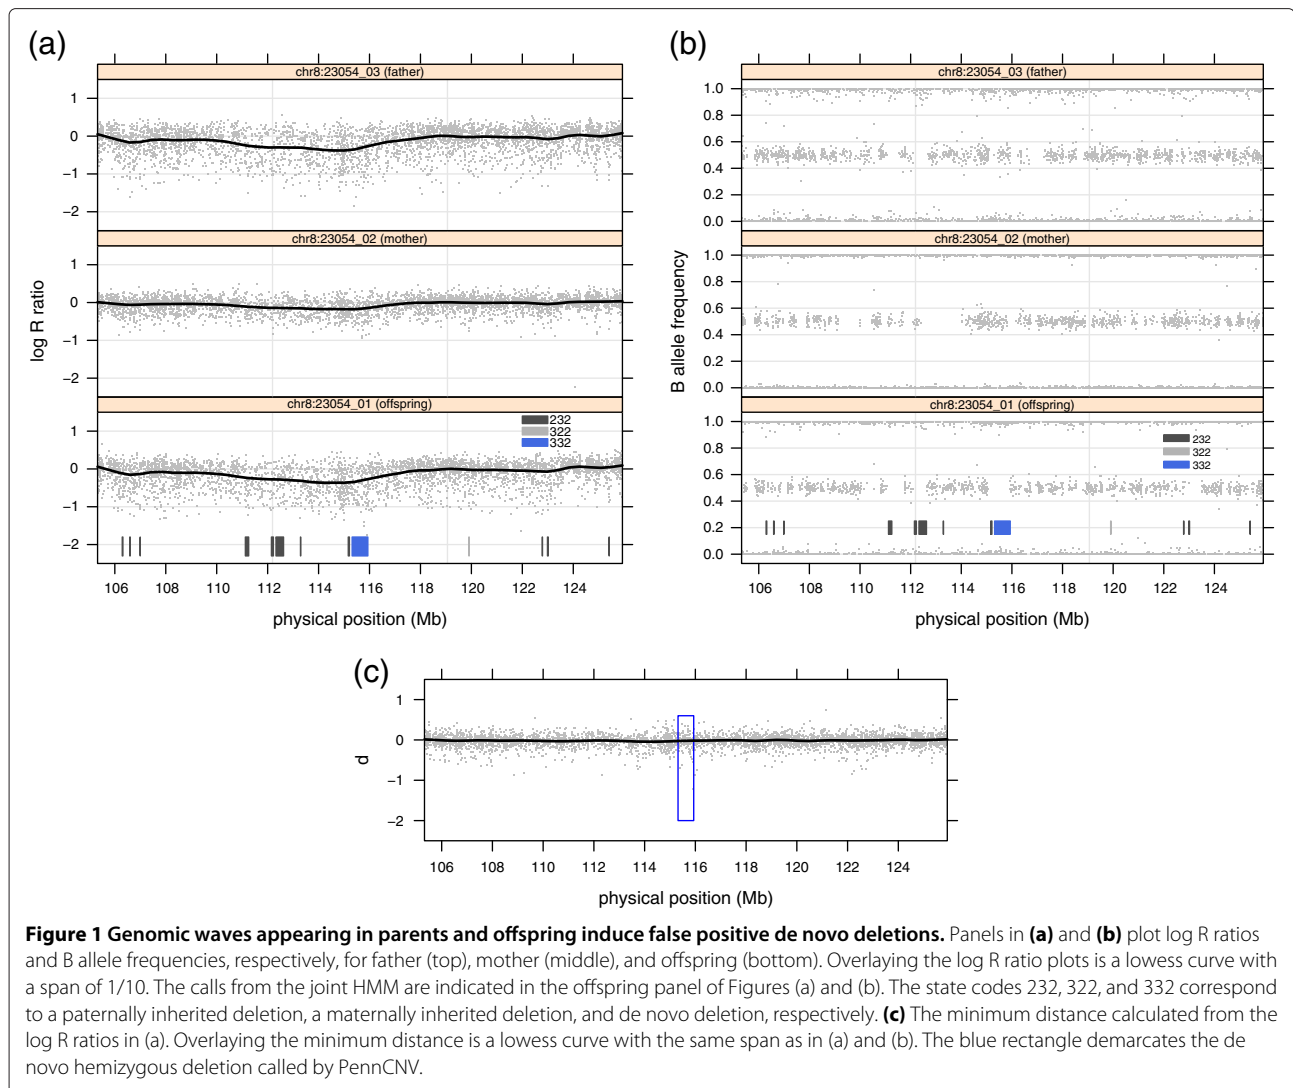 (a)
chr8:23054_03 (father)
1
0
−1
−2
chr8:23054_02 (mother)
1
0
−1
−2
log R ratio
chr8:23054_01 (offspring)
232
322
332
1
0
−1
−2
106 108 110 112 114 116 118 120 122 124
physical position (Mb)
(b)
chr8:23054_03 (father)
1.0
0.8
0.6
0.4
0.2
0.0
chr8:23054_02 (mother)
1.0
0.8
0.6
0.4
0.2
0.0
B allele frequency
chr8:23054_01 (offspring)
232
322
332
1.0
0.8
0.6
0.4
0.2
0.0
106 108 110 112 114 116 118 120 122 124
physical position (Mb)
(c)
1
0
−1
−2
d
106 108 110 112 114 116 118 120 122 124
physical position (Mb)
Figure 1 Genomic waves appearing in parents and offspring induce false positive de novo deletions. Panels in (a) and (b) plot log R ratios
and B allele frequencies, respectively, for father (top), mother (middle), and offspring (bottom). Overlaying the log R ratio plots is a lowess curve with
a span of 1/10. The calls from the joint HMM are indicated in the offspring panel of Figures (a) and (b). The state codes 232, 322, and 332 correspond
to a paternally inherited deletion, a maternally inherited deletion, and de novo deletion, respectively. (c) The minimum distance calculated from the
log R ratios in (a). Overlaying the minimum distance is a lowess curve with the same span as in (a) and (b). The blue rectangle demarcates the de
novo hemizygous deletion called by PennCNV.